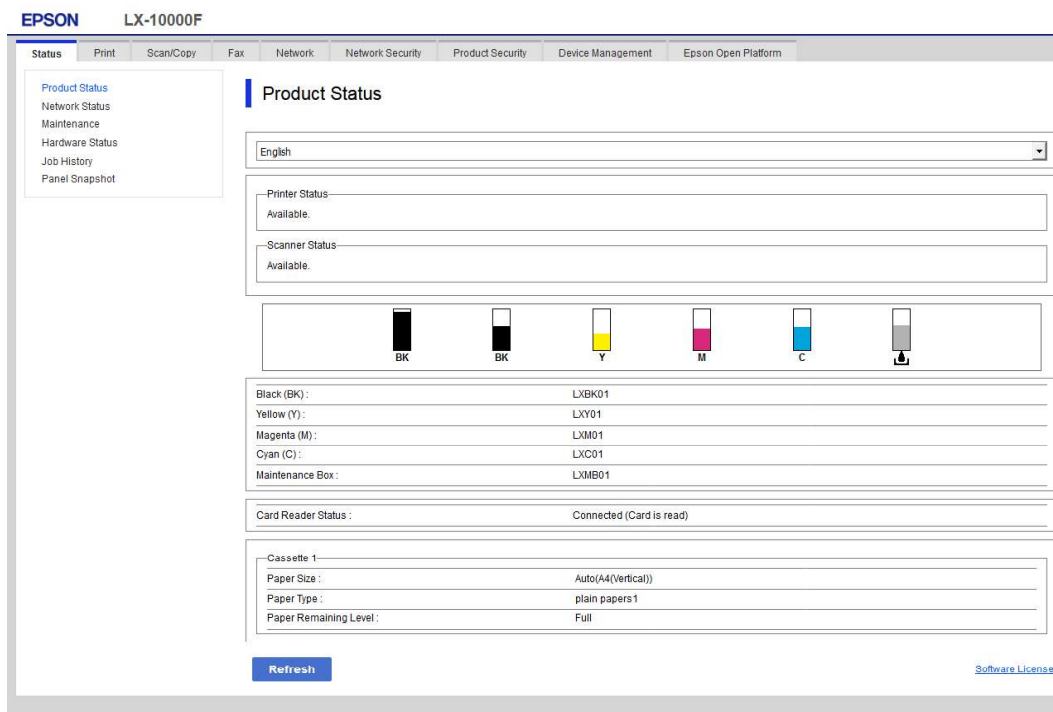 EPSON LX-10000F
Status Print Scan/Copy Fax Network Network Security Product Security Device Management Epson Open Platform
Product Status
Network Status
Maintenance
Hardware Status
Job History
Panel Snapshot
Product Status
English
Printer Status
Available.
Scanner Status
Available.
BK BK Y M C
Black (BK) : LXBK01
Yellow (Y) : LXY01
Magenta (M) : LXM01
Cyan (C) : LXC01
Maintenance Box : LXMB01
Card Reader Status : Connected (Card is read)
Cassette 1
Paper Size : Auto(A4(Vertical))
Paper Type : plain papers1
Paper Remaining Level : Full
Refresh
Software License